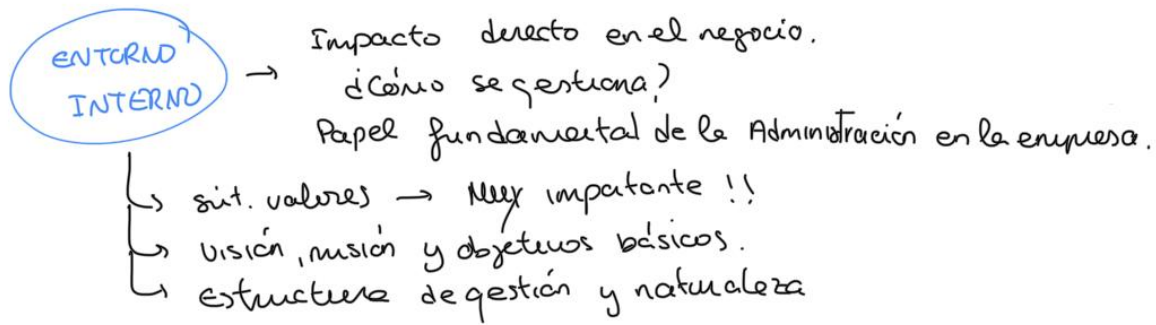 ENTORNO
INTERNO
→ Impacto directo en el negocio.
¿Cómo se gestiona?
Papel fundamental de la Administración en la empresa.
↳ sist. valores → Muy importante !!
↳ visión, misión y objetivos básicos.
↳ Estructura de gestión y naturaleza